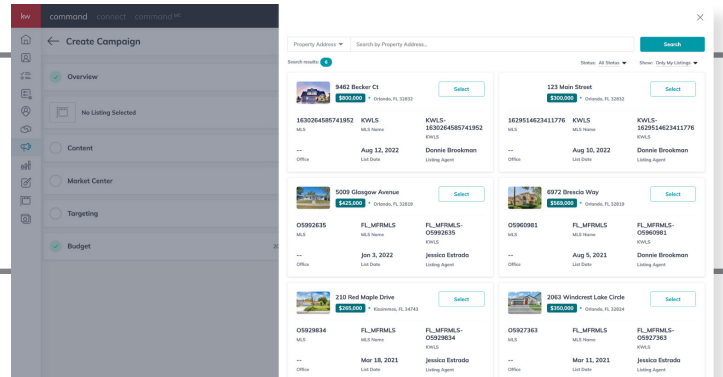 kw command connect command MC
Create Campaign
Overview
No Listing Selected
Content
Market Center
Targeting
Budget
Property Address Search by Property Address... Search
Search results: 6 Status: All Status Show: Only My Listings
9462 Becker Ct Select
$800,000 * Orlando, FL 32832
1630264585741952 KWLS KWLS-1630264585741952
MLS MLS Name KWLS
-- Aug 12, 2022 Donnie Brookman
Office List Date Listing Agent
123 Main Street Select
$300,000 * Orlando, FL 32832
1629514623411776 KWLS KWLS-1629514623411776
MLS MLS Name KWLS
-- Aug 10, 2022 Donnie Brookman
Office List Date Listing Agent
5009 Glasgow Avenue Select
$425,000 * Orlando, FL 32819
O5992635 FL_MFRMLS FL_MFRMLS-O5992635
MLS MLS Name KWLS
-- Jan 3, 2022 Jessica Estrada
Office List Date Listing Agent
6972 Brescia Way Select
$569,000 * Orlando, FL 32819
O5960981 FL_MFRMLS FL_MFRMLS-O5960981
MLS MLS Name KWLS
-- Aug 5, 2021 Donnie Brookman
Office List Date Listing Agent
210 Red Maple Drive Select
$265,000 * Kissimmee, FL 34743
O5929834 FL_MFRMLS FL_MFRMLS-O5929834
MLS MLS Name KWLS
-- Mar 18, 2021 Jessica Estrada
Office List Date Listing Agent
2063 Windcrest Lake Circle Select
$350,000 * Orlando, FL 32824
O5927363 FL_MFRMLS FL_MFRMLS-O5927363
MLS MLS Name KWLS
-- Mar 11, 2021 Jessica Estrada
Office List Date Listing Agent